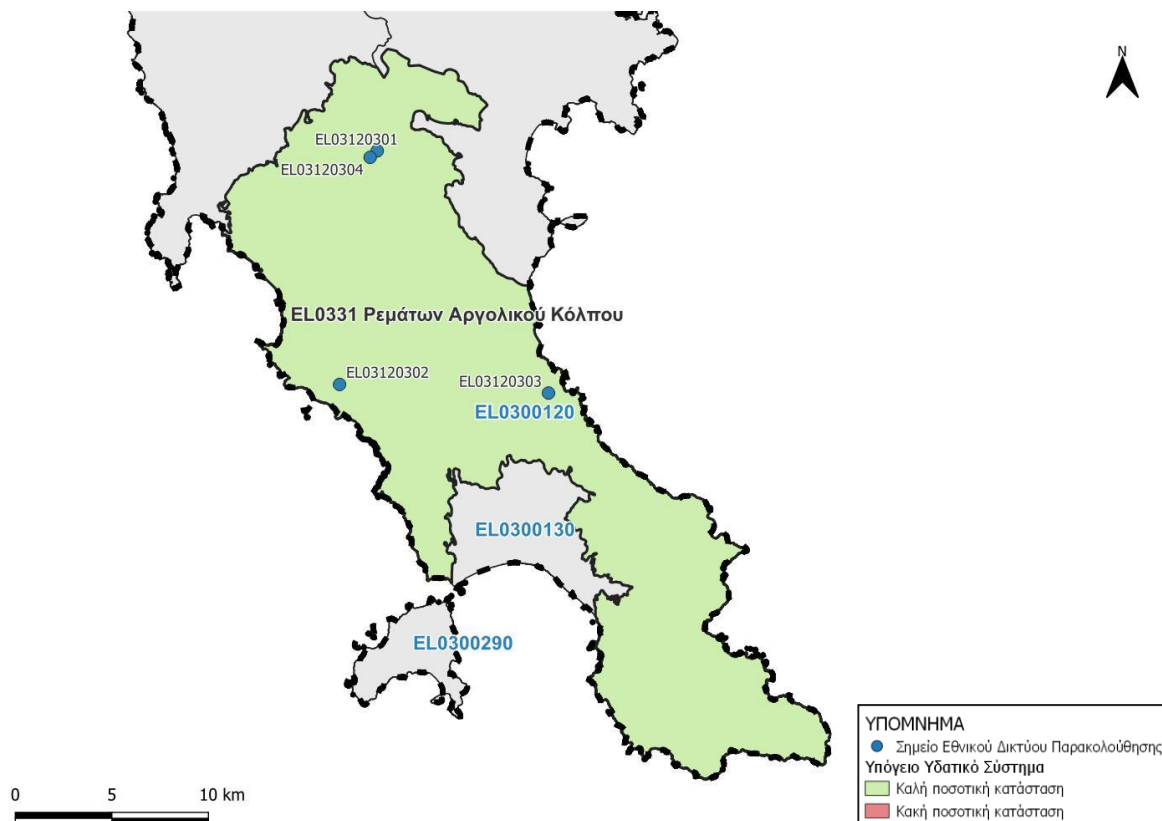 N
EL03120301
EL03120304
EL0331 Ρεμάτων Αργολικού Κόλπου
EL03120302
EL03120303
EL0300120
EL0300130
EL0300290
ΥΠΟΜΝΗΜΑ
Σημείο Εθνικού Δικτύου Παρακολούθησης
Υπόγειο Υδατικό Σύστημα
Καλή ποσοτική κατάσταση
Κακή ποσοτική κατάσταση
0 5 10 km